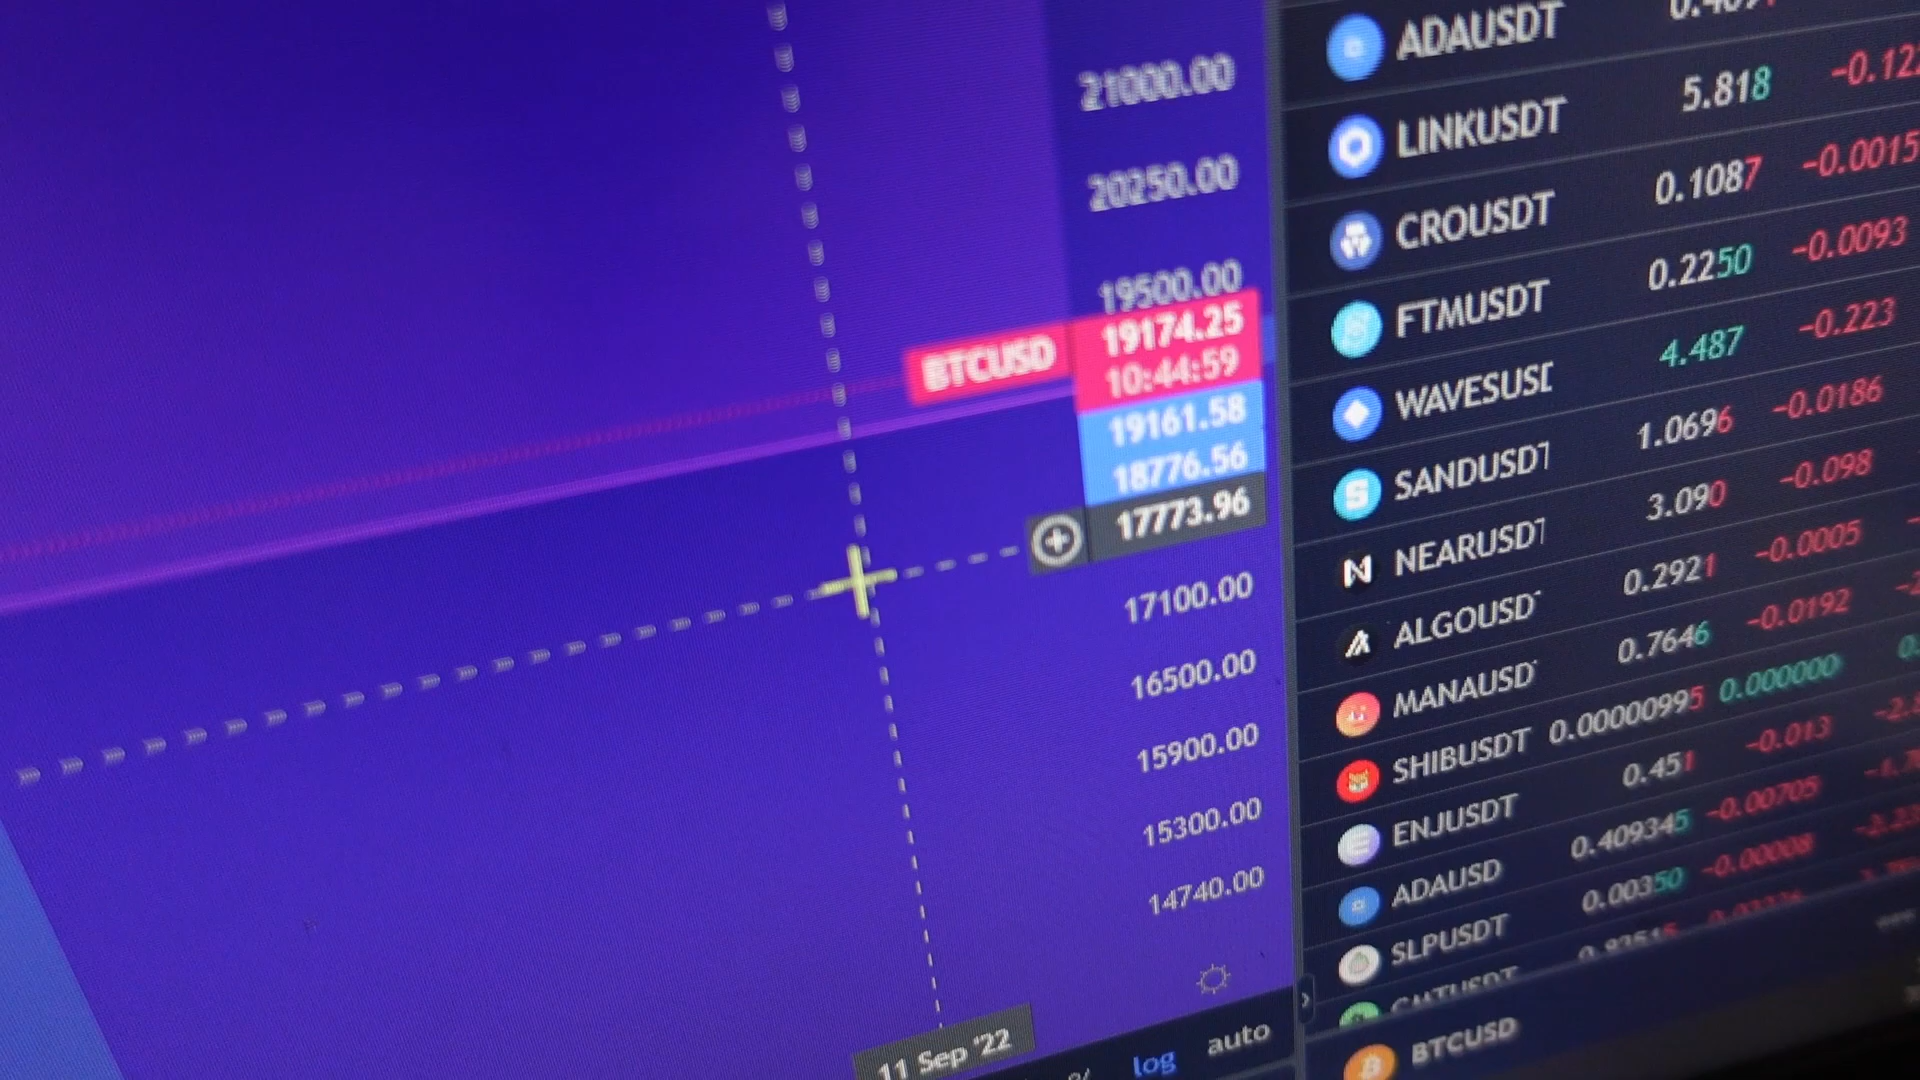 21000.00
20250.00
19500.00
BTCUSD 19174.25
10:44:59
19161.58
18776.56
17773.96
17100.00
16500.00
15900.00
15300.00
14740.00
11 Sep '22
log auto
ADAUSDT
LINKUSDT 5.818 -0.122
CROUSDT 0.1087 -0.0015
FTMUSDT 0.2250 -0.0093
WAVESUSD 4.487 -0.223
SANDUSDT 1.0696 -0.0186
NEARUSDT 3.090 -0.098
ALGOUSD 0.2921 -0.0005
MANAUSD 0.7646 -0.0192
SHIBUSDT 0.00000995 0.000000
ENJUSDT 0.451 -0.013
ADAUSD 0.409345 -0.00705
SLPUSDT 0.00350 -0.00008
BTCUSD